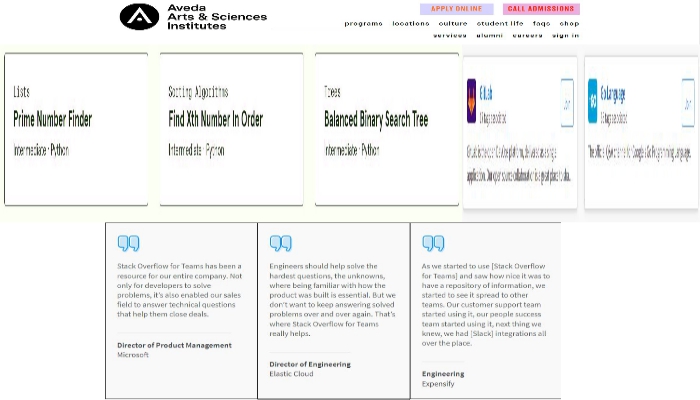 Aveda
Arts & Sciences
Institutes
APPLY ONLINE
CALL ADMISSIONS
programs locations culture student life faqs shop
services alumni careers sign in
Lists
Prime Number Finder
Intermediate · Python
Sorting Algorithms
Find Xth Number In Order
Intermediate · Python
Trees
Balanced Binary Search Tree
Intermediate · Python
GitLab
Join
Go Language
Join
Stack Overflow for Teams has been a
resource for our entire company. Not
only for developers to solve
problems, it's also enabled our sales
field to answer technical questions
that help them close deals.
Director of Product Management
Microsoft
Engineers should help solve the
hardest questions, the unknowns,
where being familiar with how the
product was built is essential. But we
don't want to keep answering solved
problems over and over again. That's
where Stack Overflow for Teams
really helps.
Director of Engineering
Elastic Cloud
As we started to use [Stack Overflow
for Teams] and saw how nice it was to
have a repository of information, we
started to see it spread to other
teams. Our customer support team
started using it, our people success
team started using it, next thing we
knew, we had [Slack] integrations all
over the place.
Engineering
Expensify